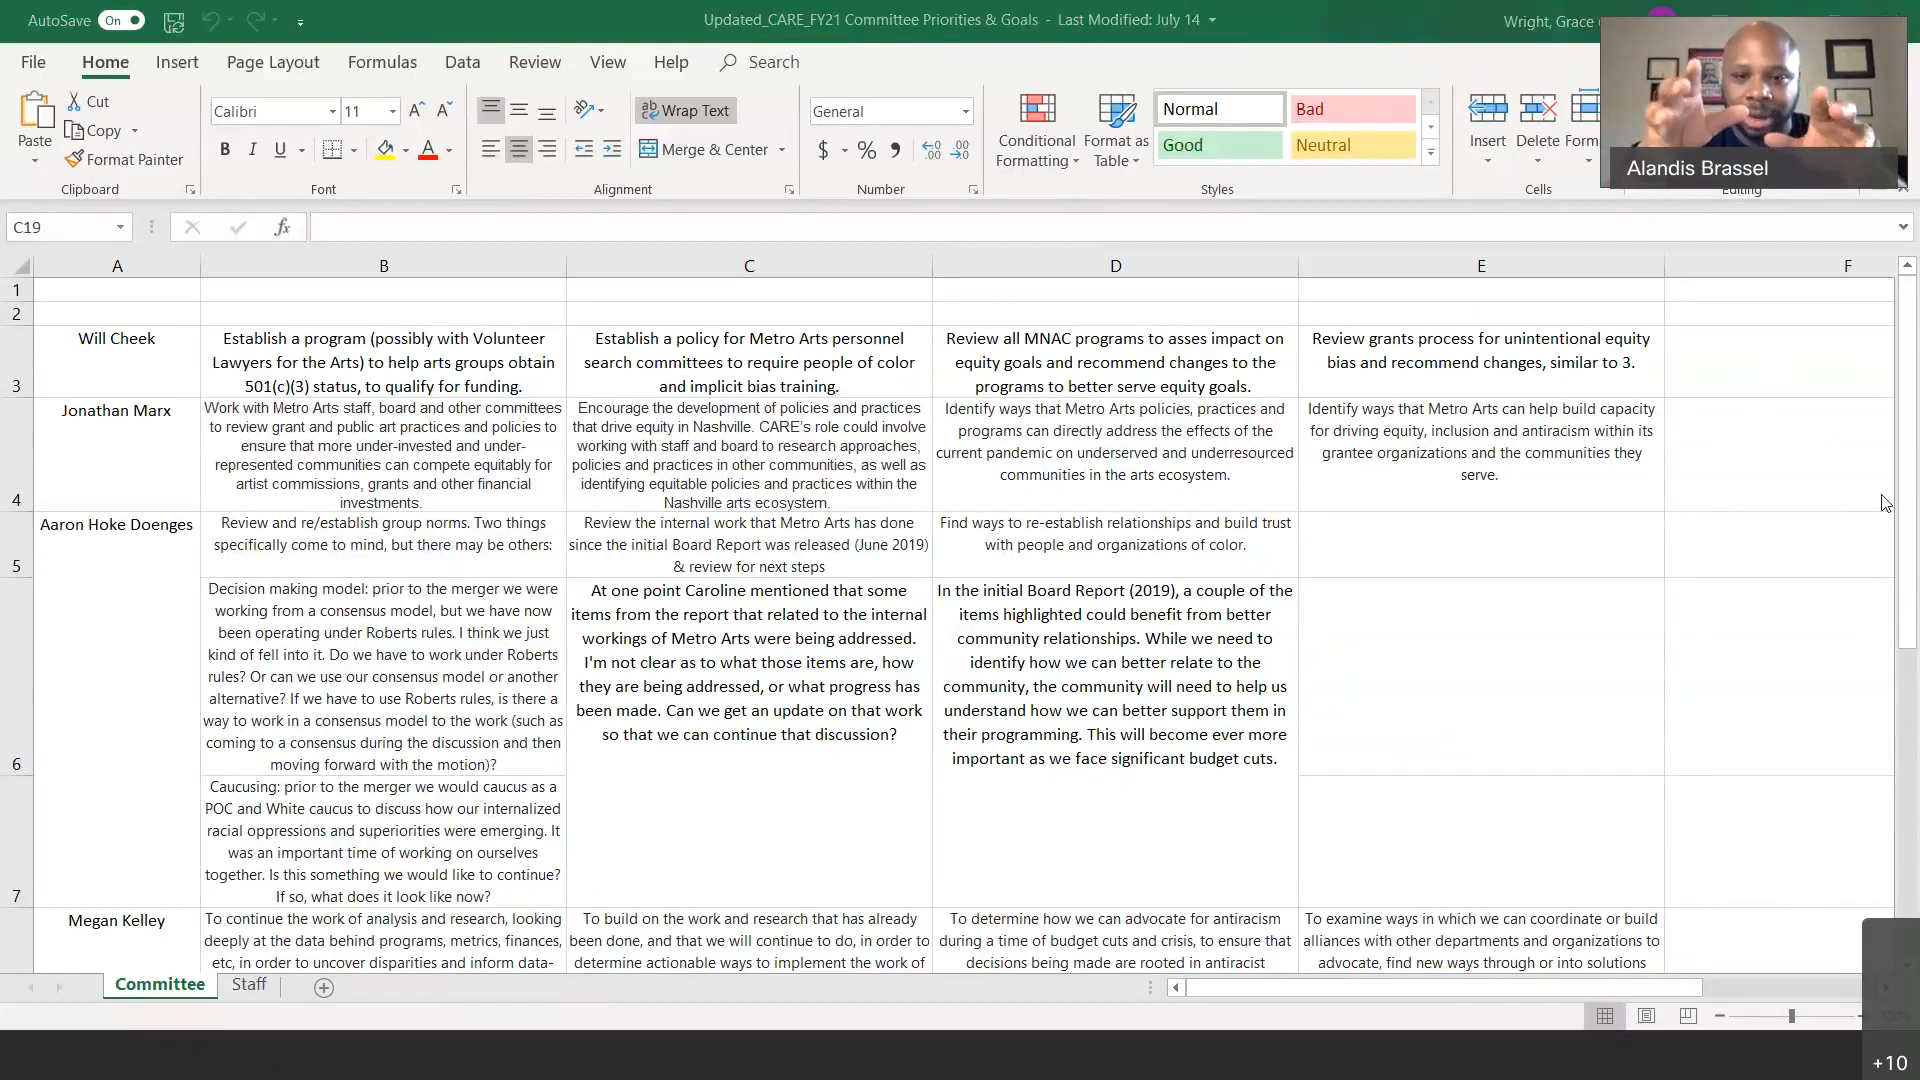 AutoSave On Updated_CARE_FY21 Committee Priorities & Goals - Last Modified: July 14 Wright, Grace
File Home Insert Page Layout Formulas Data Review View Help Search
Paste
Cut
Copy
Format Painter
Clipboard
Calibri 11
B I U
Font
Wrap Text
Merge & Center
Alignment
General
$ % ,
Number
Conditional
Formatting
Format as
Table
Normal Bad
Good Neutral
Styles
Insert Delete
Cells
Editing
Alandis Brassel
C19
fx
A B C D E F
1
2
3
Will Cheek
Establish a program (possibly with Volunteer
Lawyers for the Arts) to help arts groups obtain
501(c)(3) status, to qualify for funding.
Establish a policy for Metro Arts personnel
search committees to require people of color
and implicit bias training.
Review all MNAC programs to asses impact on
equity goals and recommend changes to the
programs to better serve equity goals.
Review grants process for unintentional equity
bias and recommend changes, similar to 3.
4
Jonathan Marx
Work with Metro Arts staff, board and other committees
to review grant and public art practices and policies to
ensure that more under-invested and under-
represented communities can compete equitably for
artist commissions, grants and other financial
investments.
Encourage the development of policies and practices
that drive equity in Nashville. CARE's role could involve
working with staff and board to research approaches,
policies and practices in other communities, as well as
identifying equitable policies and practices within the
Nashville arts ecosystem.
Identify ways that Metro Arts policies, practices and
programs can directly address the effects of the
current pandemic on underserved and underresourced
communities in the arts ecosystem.
Identify ways that Metro Arts can help build capacity
for driving equity, inclusion and antiracism within its
grantee organizations and the communities they
serve.
5
Aaron Hoke Doenges
Review and re/establish group norms. Two things
specifically come to mind, but there may be others:
Review the internal work that Metro Arts has done
since the initial Board Report was released (June 2019)
& review for next steps
Find ways to re-establish relationships and build trust
with people and organizations of color.
6
Decision making model: prior to the merger we were
working from a consensus model, but we have now
been operating under Roberts rules. I think we just
kind of fell into it. Do we have to work under Roberts
rules? Or can we use our consensus model or another
alternative? If we have to use Roberts rules, is there a
way to work in a consensus model to the work (such as
coming to a consensus during the discussion and then
moving forward with the motion)?
At one point Caroline mentioned that some
items from the report that related to the internal
workings of Metro Arts were being addressed.
I'm not clear as to what those items are, how
they are being addressed, or what progress has
been made. Can we get an update on that work
so that we can continue that discussion?
In the initial Board Report (2019), a couple of the
items highlighted could benefit from better
community relationships. While we need to
identify how we can better relate to the
community, the community will need to help us
understand how we can better support them in
their programming. This will become ever more
important as we face significant budget cuts.
7
Caucusing: prior to the merger we would caucus as a
POC and White caucus to discuss how our internalized
racial oppressions and superiorities were emerging. It
was an important time of working on ourselves
together. Is this something we would like to continue?
If so, what does it look like now?
Megan Kelley
To continue the work of analysis and research, looking
deeply at the data behind programs, metrics, finances,
etc, in order to uncover disparities and inform data-
To build on the work and research that has already
been done, and that we will continue to do, in order to
determine actionable ways to implement the work of
To determine how we can advocate for antiracism
during a time of budget cuts and crisis, to ensure that
decisions being made are rooted in antiracist
To examine ways in which we can coordinate or build
alliances with other departments and organizations to
advocate, find new ways through or into solutions
Committee Staff
+10